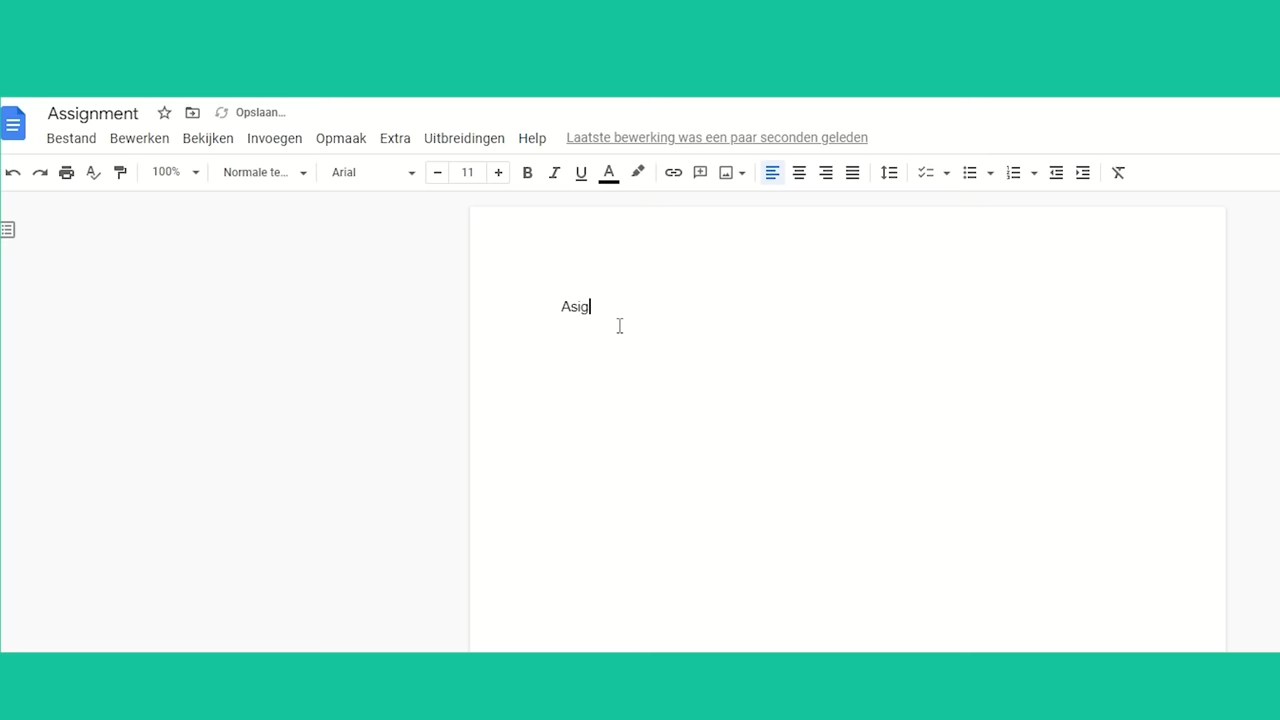 Assignment Opslaan…
Bestand Bewerken Bekijken Invoegen Opmaak Extra Uitbreidingen Help Laatste bewerking was een paar seconden geleden
100% Normale te… Arial 11 B I U A
Asig